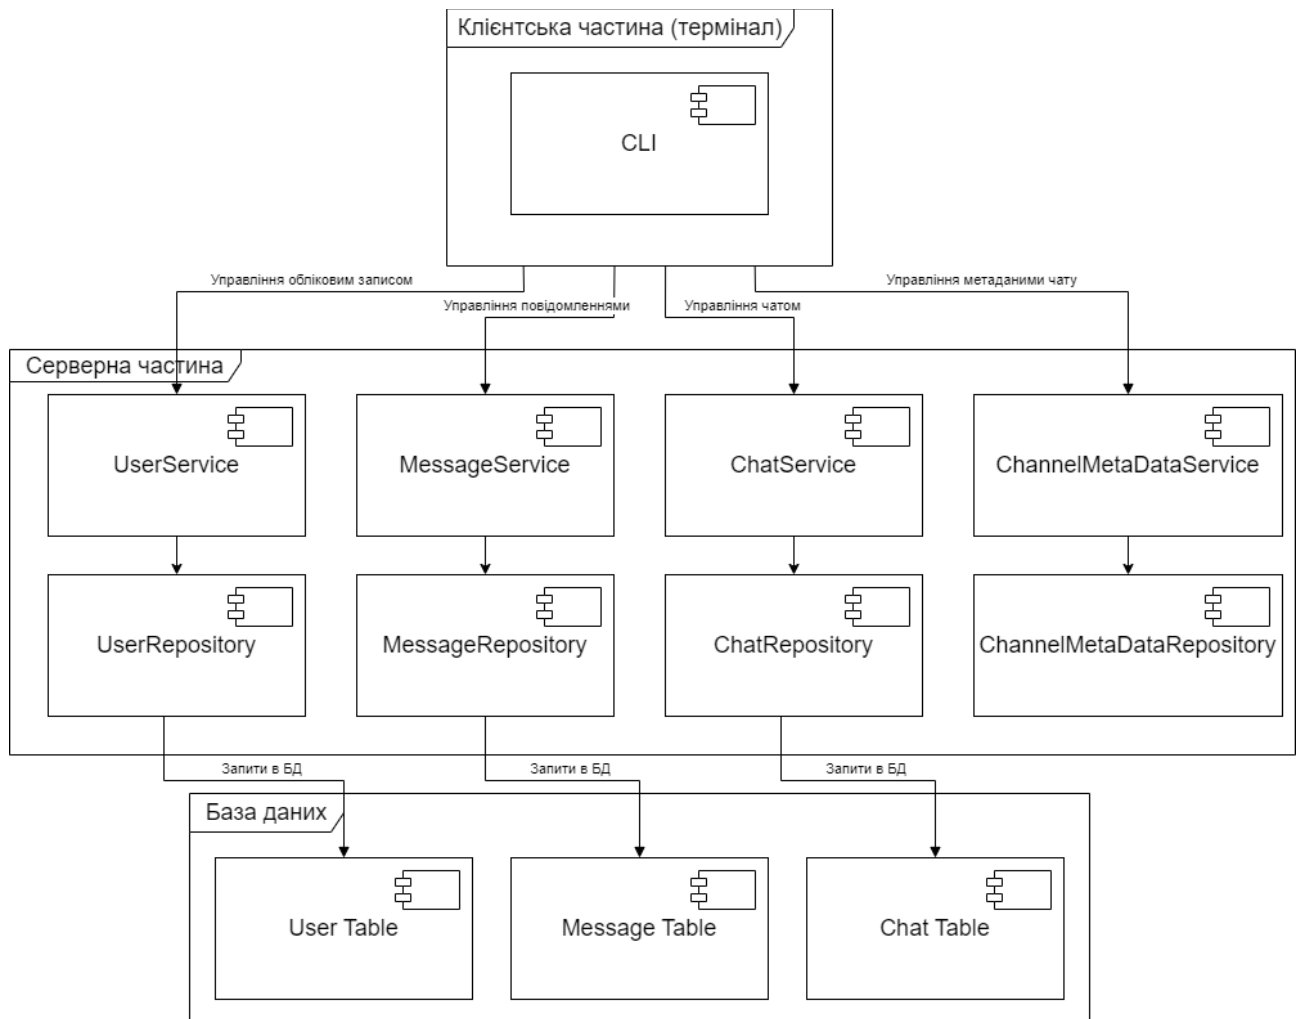 Клієнтська частина (термінал)
CLI
Управління обліковим записом
Управління метаданими чату
Управління повідомленнями
Управління чатом
Серверна частина
UserService
MessageService
ChatService
ChannelMetaDataService
UserRepository
MessageRepository
ChatRepository
ChannelMetaDataRepository
Запити в БД
Запити в БД
Запити в БД
База даних
User Table
Message Table
Chat Table